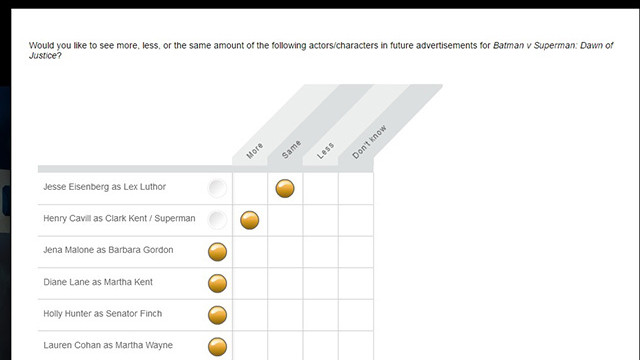 Would you like to see more, less, or the same amount of the following actors/characters in future advertisements for Batman v Superman: Dawn of
Justice?
More
Same
Less
Don't know
Jesse Eisenberg as Lex Luthor
Henry Cavill as Clark Kent / Superman
Jena Malone as Barbara Gordon
Diane Lane as Martha Kent
Holly Hunter as Senator Finch
Lauren Cohan as Martha Wayne